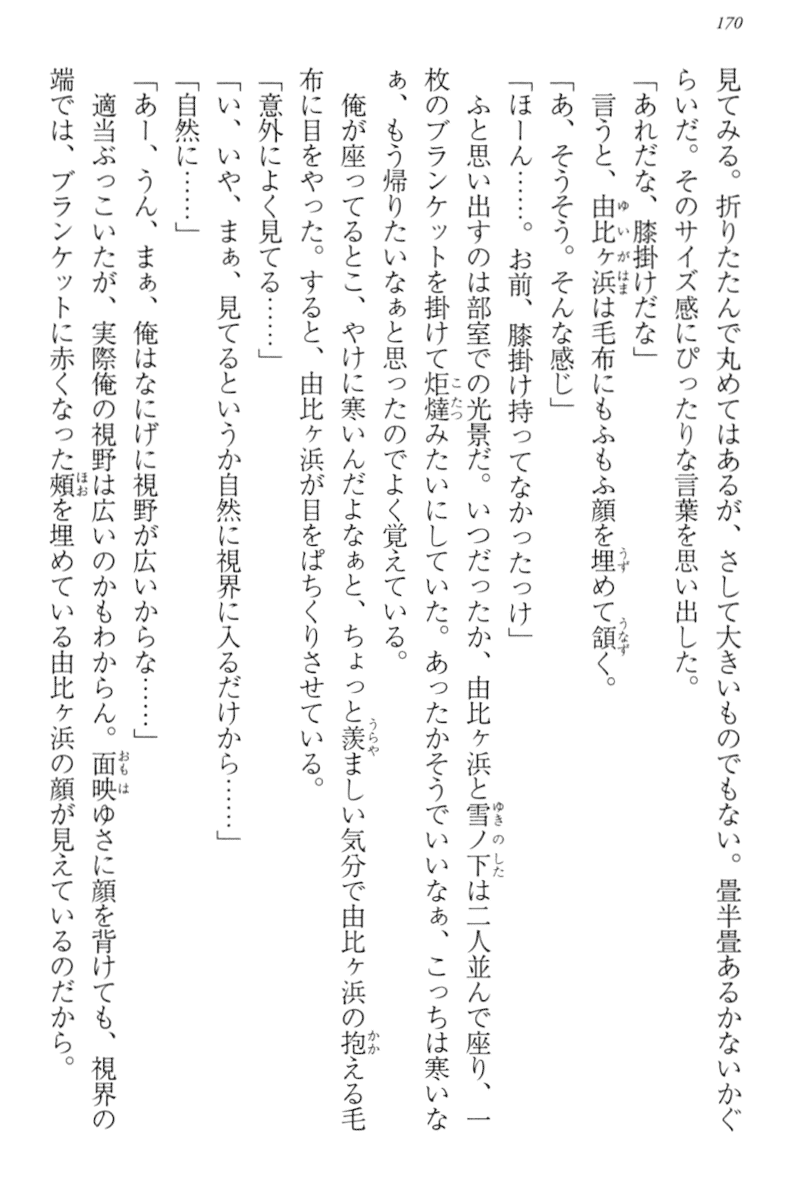 170
見てみる。折りたたんで丸めてはあるが、さして大きいものでもない。畳半畳あるかないかぐ
らいだ。そのサイズ感にぴったりな言葉を思い出した。
「あれだな、膝掛けだな」
言うと、由比ヶ浜は毛布にもふもふ顔を埋めて頷く。
「あ、そうそう。そんな感じ」
「ほーん……。お前、膝掛け持ってなかったっけ」
ふと思い出すのは部室での光景だ。いつだったか、由比ヶ浜と雪ノ下は二人並んで座り、一
枚のブランケットを掛けて炬燵みたいにしていた。あったかそうでいいなぁ、こっちは寒いな
ぁ、もう帰りたいなぁと思ったのでよく覚えている。
俺が座ってるとこ、やけに寒いんだよなぁと、ちょっと羨ましい気分で由比ヶ浜の抱える毛
布に目をやった。すると、由比ヶ浜が目をぱちくりさせている。
「意外によく見てる……」
「い、いや、まぁ、見てるというか自然に視界に入るだけから……」
「自然に……」
「あー、うん、まぁ、俺はなにげに視野が広いからな……」
適当ぶっこいたが、実際俺の視野は広いのかもわからん。面映ゆさに顔を背けても、視界の
端では、ブランケットに赤くなった頰を埋めている由比ヶ浜の顔が見えているのだから。